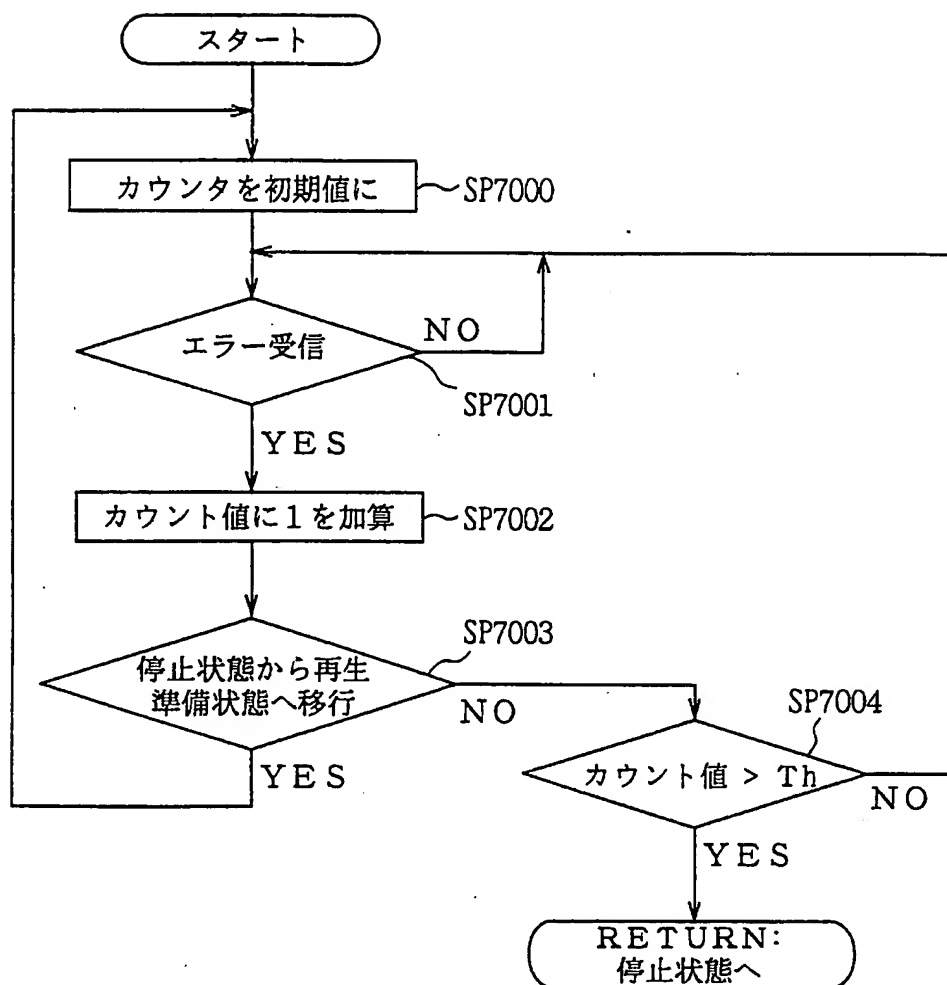 スタート
カウンタを初期値に
SP7000
エラー受信
NO
SP7001
YES
カウント値に1を加算
SP7002
SP7003
停止状態から再生
準備状態へ移行
NO
YES
SP7004
カウント値 > Th
NO
YES
RETURN:
停止状態へ